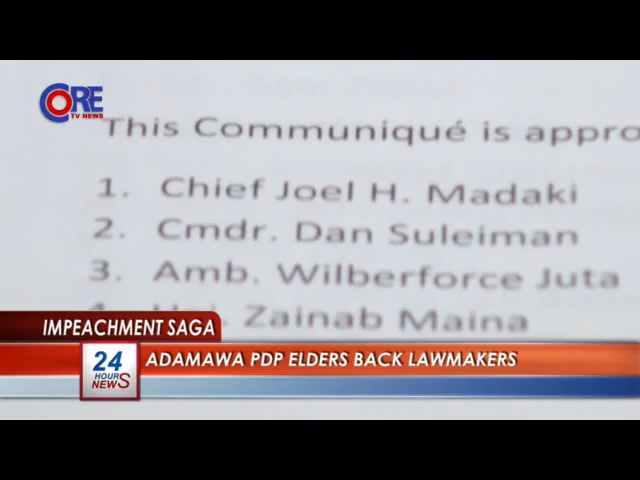 CORE
TV NEWS
This Communiqué is appro
1. Chief Joel H. Madaki
2. Cmdr. Dan Suleiman
3. Amb. Wilberforce Juta
Zainab Maina
IMPEACHMENT SAGA
24
HOUR
NEWS
ADAMAWA PDP ELDERS BACK LAWMAKERS